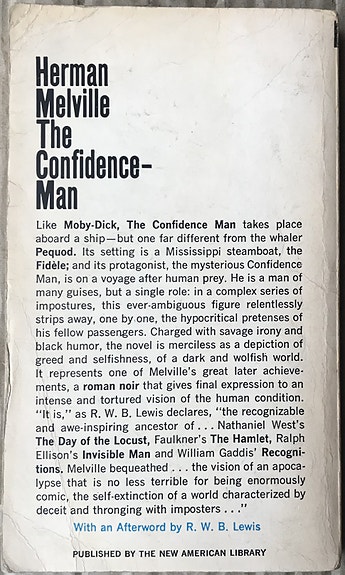 Herman
Melville
The
Confidence–
Man
Like Moby-Dick, The Confidence Man takes place
aboard a ship—but one far different from the whaler
Pequod. Its setting is a Mississippi steamboat, the
Fidèle; and its protagonist, the mysterious Confidence
Man, is on a voyage after human prey. He is a man of
many guises, but a single role: in a complex series of
impostures, this ever-ambiguous figure relentlessly
strips away, one by one, the hypocritical pretenses of
his fellow passengers. Charged with savage irony and
black humor, the novel is merciless as a depiction of
greed and selfishness, of a dark and wolfish world.
It represents one of Melville's great later achieve-
ments, a roman noir that gives final expression to an
intense and tortured vision of the human condition.
"It is," as R. W. B. Lewis declares, "the recognizable
and awe-inspiring ancestor of . . . Nathaniel West's
The Day of the Locust, Faulkner's The Hamlet, Ralph
Ellison's Invisible Man and William Gaddis' Recogni-
tions. Melville bequeathed . . . the vision of an apoca-
lypse that is no less terrible for being enormously
comic, the self-extinction of a world characterized by
deceit and thronging with imposters . . ."
With an Afterword by R. W. B. Lewis
PUBLISHED BY THE NEW AMERICAN LIBRARY